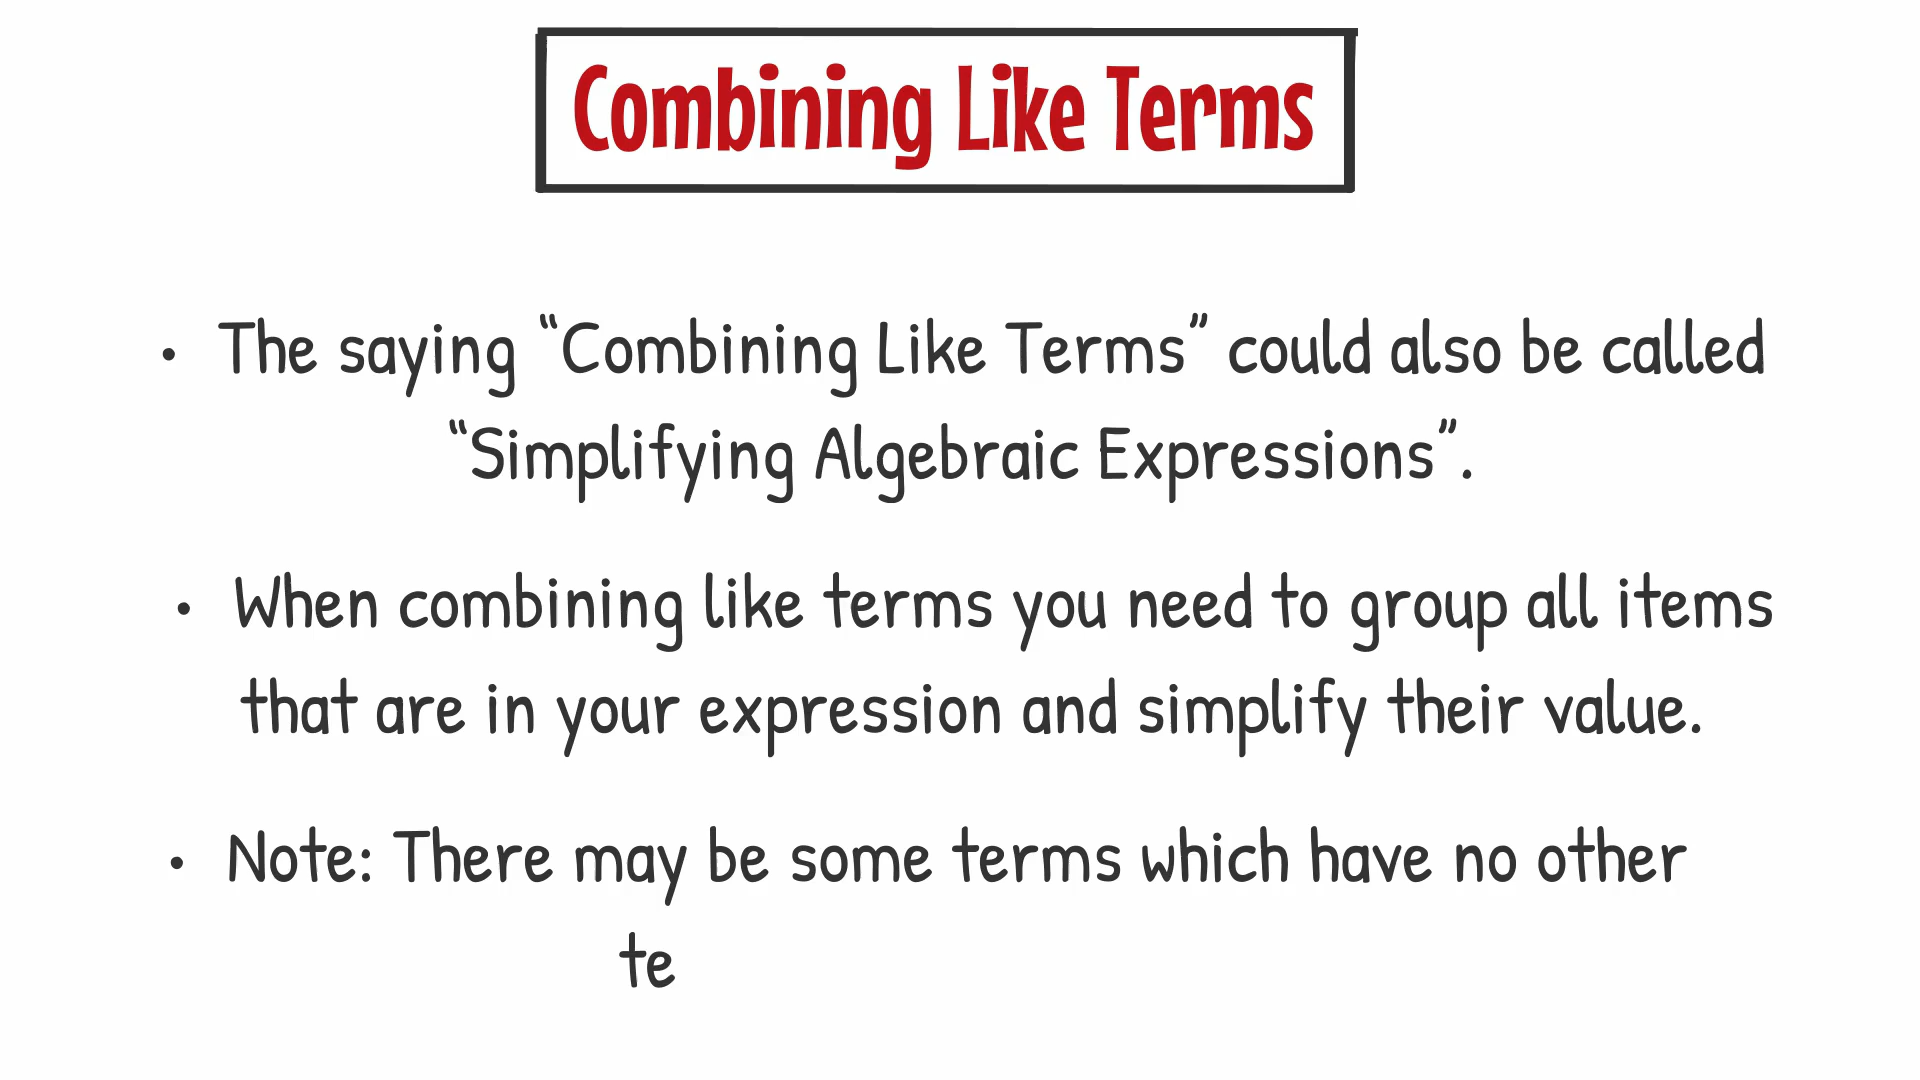 Combining Like Terms
• The saying “Combining Like Terms” could also be called
“Simplifying Algebraic Expressions”.
• When combining like terms you need to group all items
that are in your expression and simplify their value.
• Note: There may be some terms which have no other
te